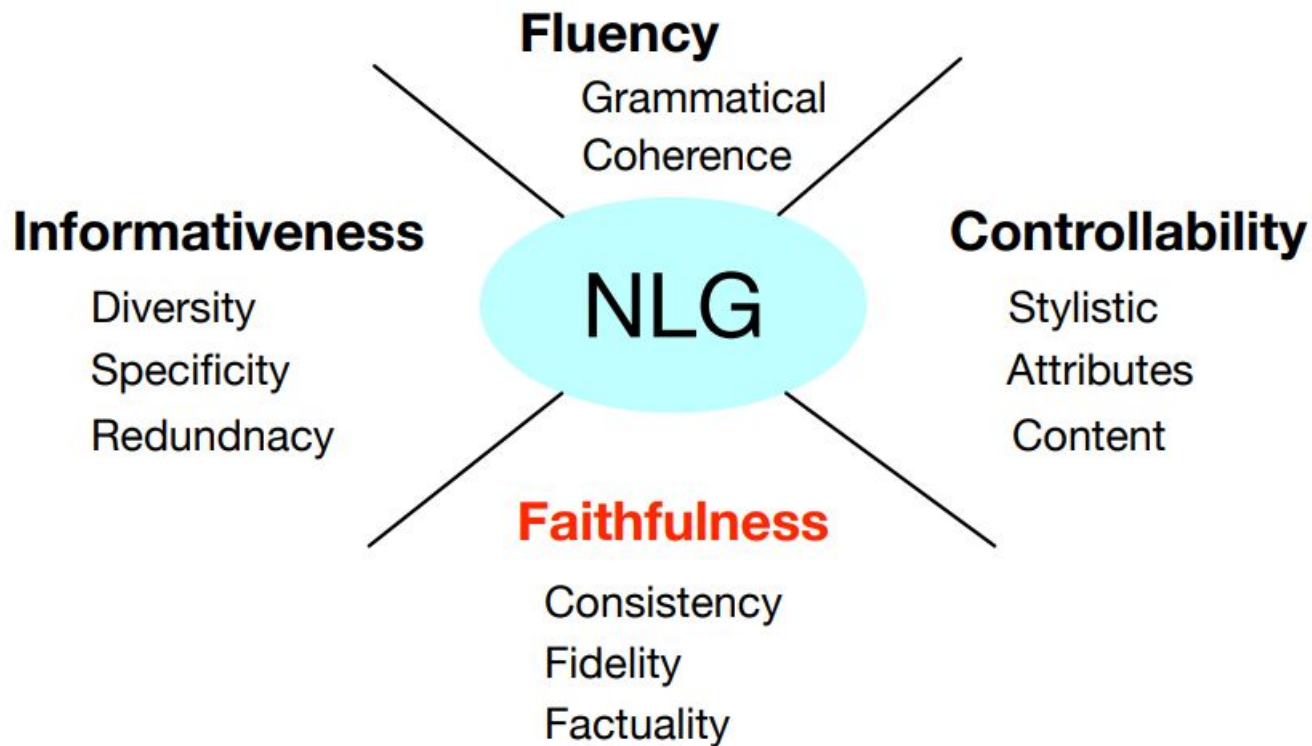 Fluency
Grammatical
Coherence
Informativeness
Diversity
Specificity
Redundnacy
NLG
Controllability
Stylistic
Attributes
Content
Faithfulness
Consistency
Fidelity
Factuality